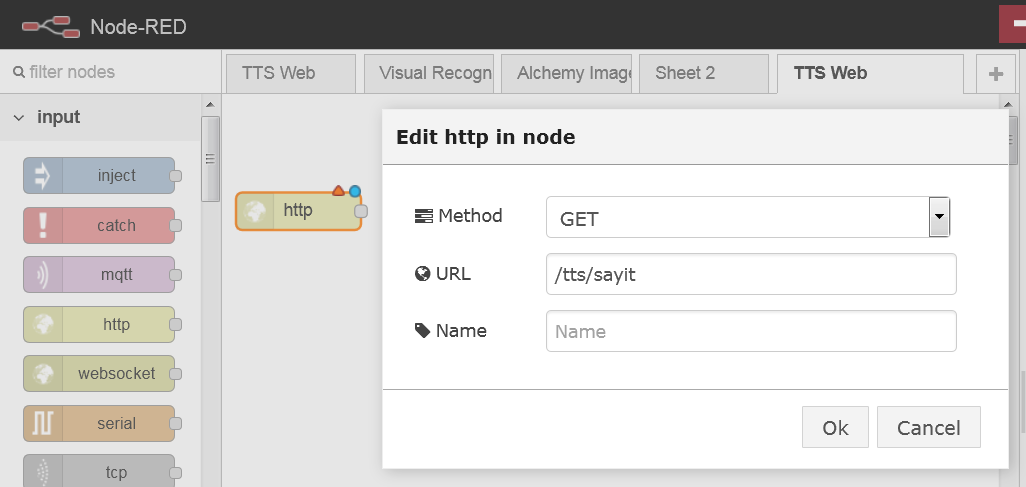 Node-RED
filter nodes
TTS Web
Visual Recogn
Alchemy Image
Sheet 2
TTS Web
+
input
inject
catch
mqtt
http
websocket
serial
tcp
http
Edit http in node
Method
GET
URL
/tts/sayit
Name
Name
Ok
Cancel